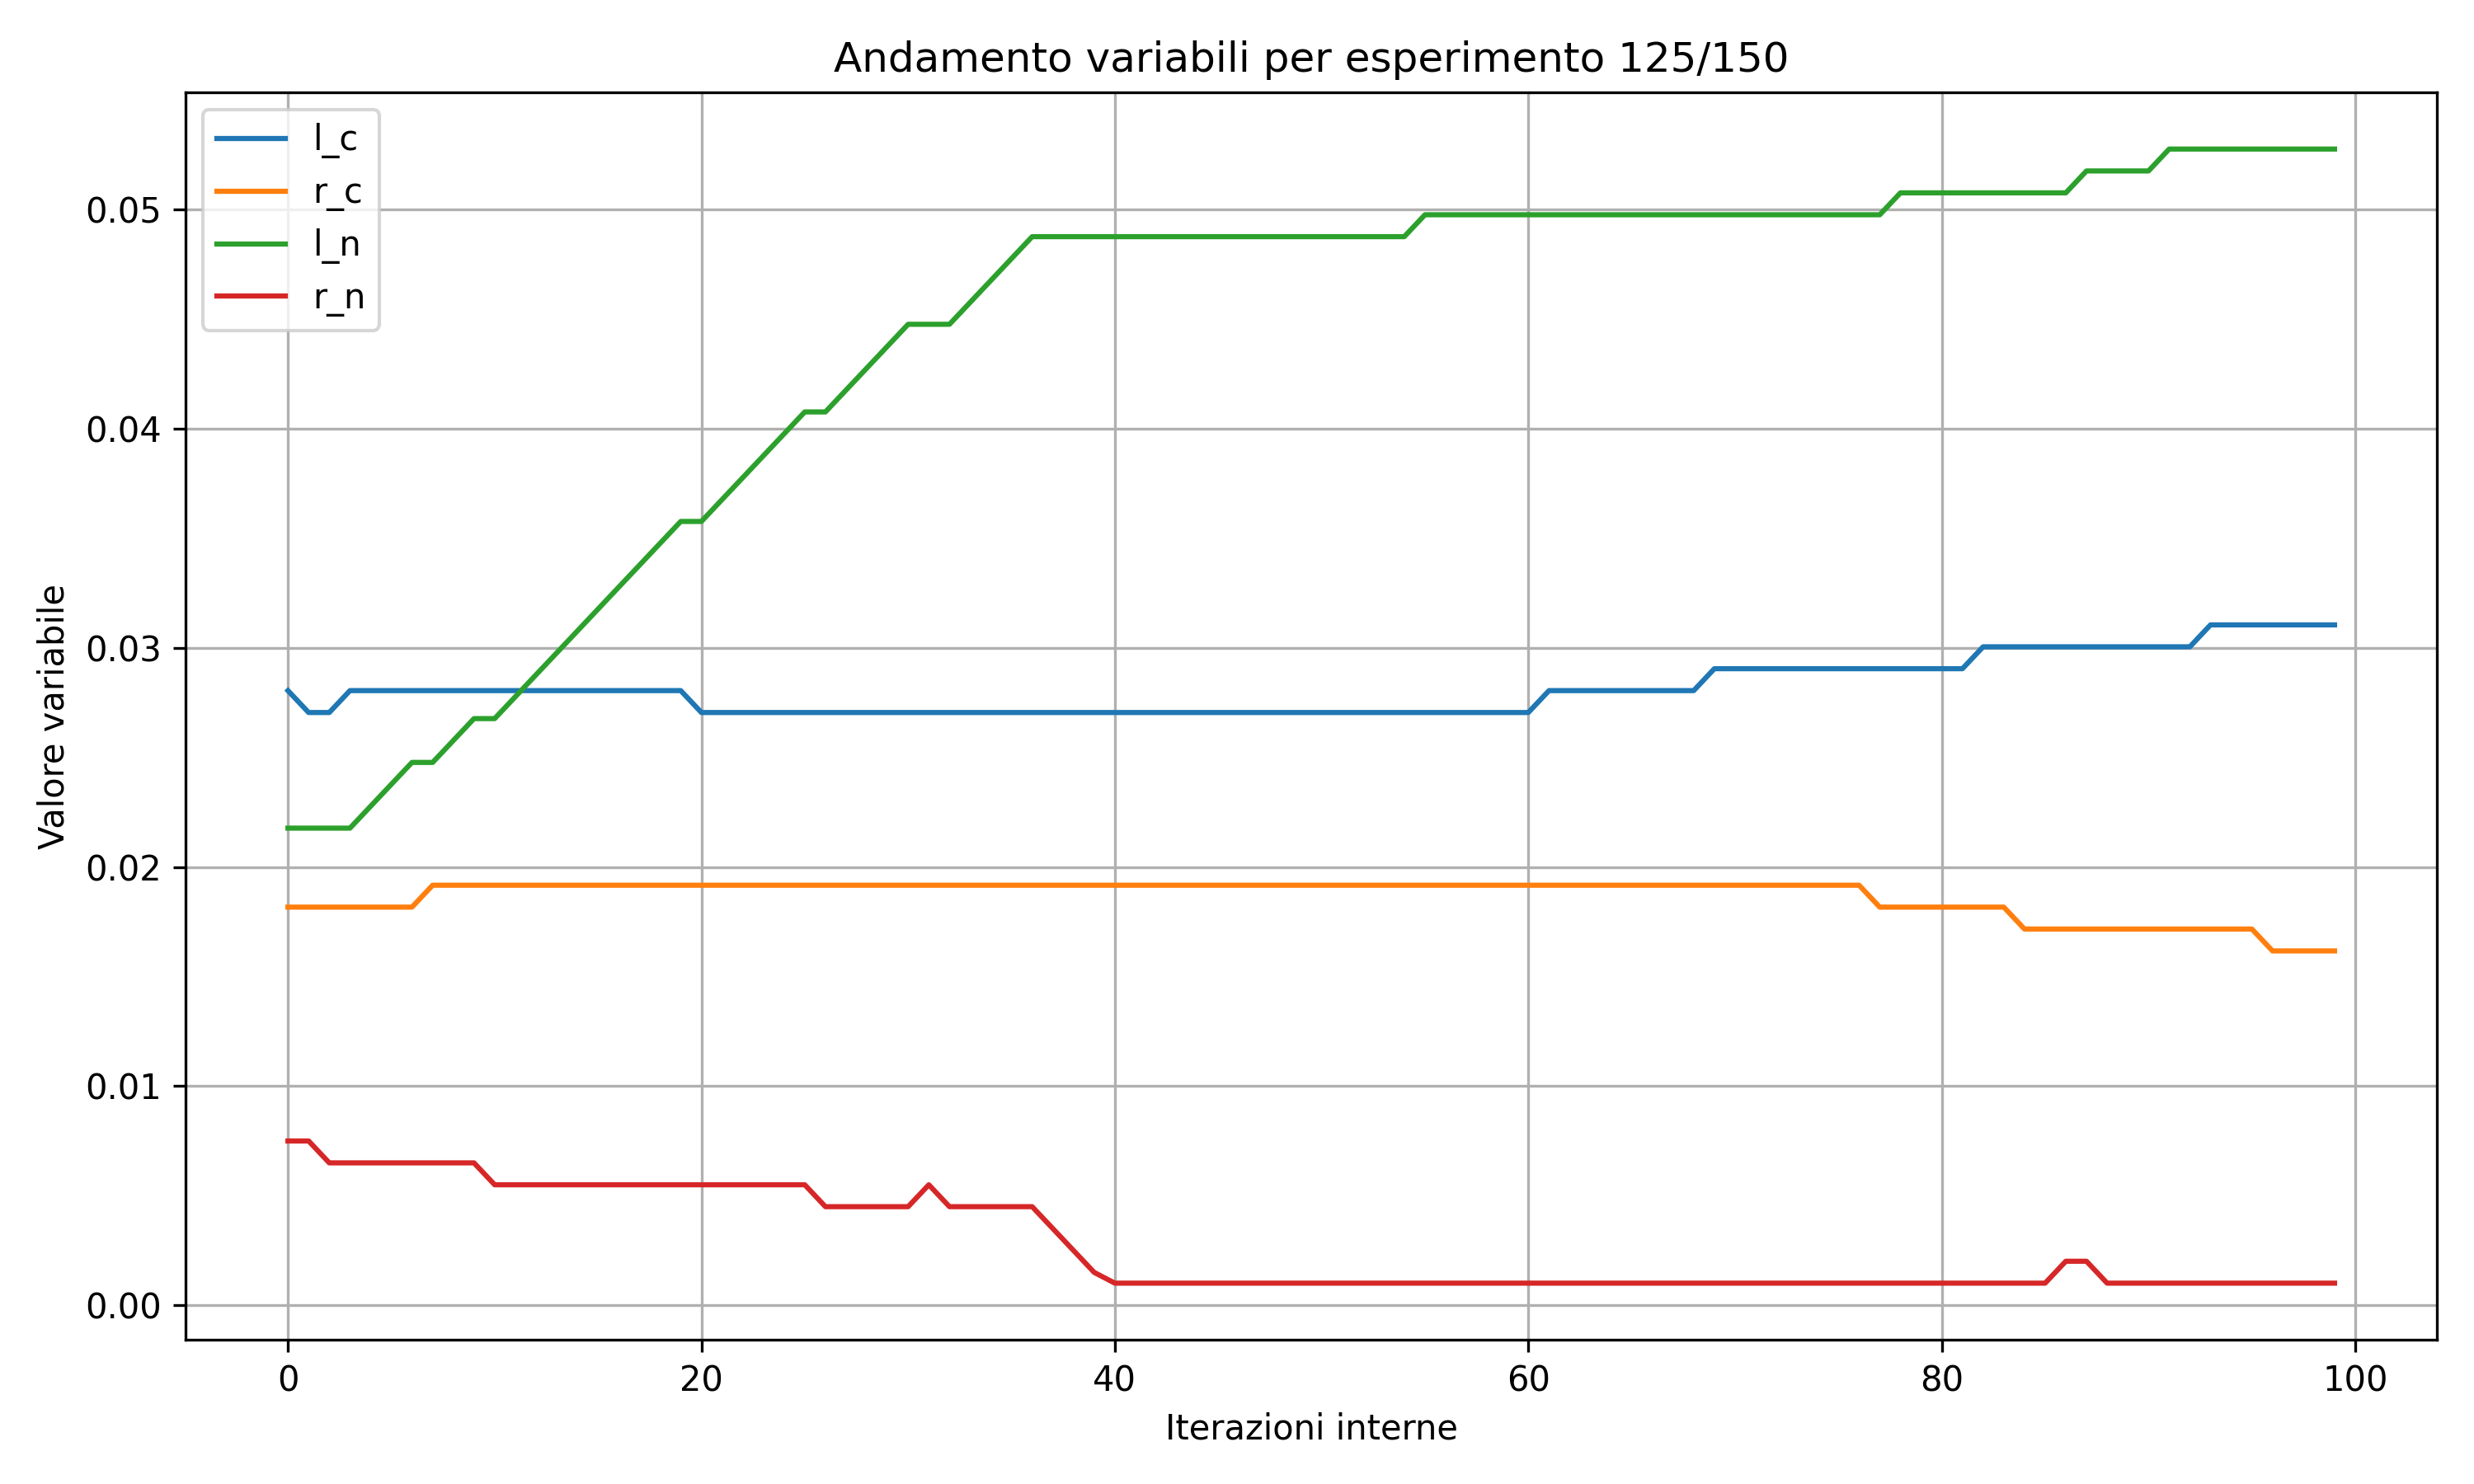 Andamento variabili per esperimento 125/150
l_c
r_c
l_n
r_n
0.05
0.04
0.03
0.02
0.01
0.00
Valore variabile
0 20 40 60 80 100
Iterazioni interne